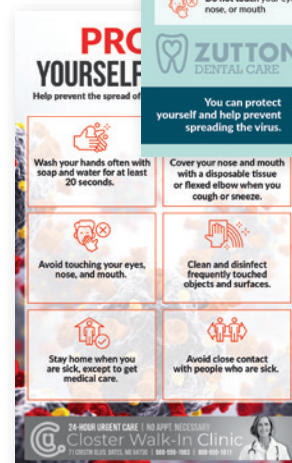 Do not touch your eye
nose, or mouth
ZUTTON
DENTAL CARE
You can protect
yourself and help prevent
spreading the virus.
PRO
YOURSELF
Help prevent the spread of
Wash your hands often with
soap and water for at least
20 seconds.
Cover your nose and mouth
with a disposable tissue
or flexed elbow when you
cough or sneeze.
Avoid touching your eyes,
nose, and mouth.
Clean and disinfect
frequently touched
objects and surfaces.
Stay home when you
are sick, except to get
medical care.
Avoid close contact
with people who are sick.
24-HOUR URGENT CARE | NO APPT. NECESSARY
Closter Walk-In Clinic